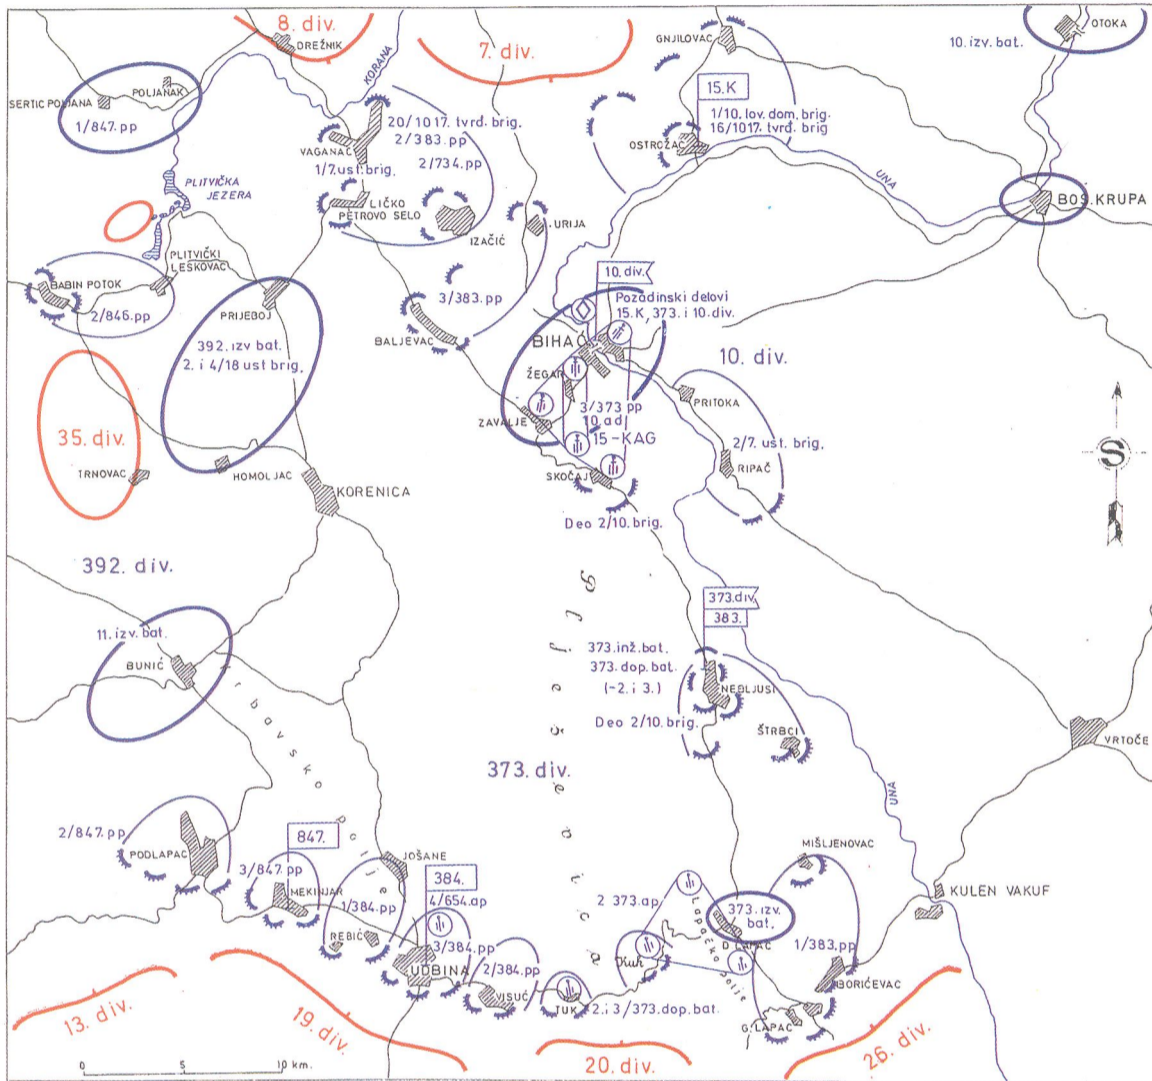 8. div.
DREŽNIK
7. div.
GNJILOVAC
OTOKA
10. izv. bat.
KORANA
POLJANAK
SERTIC POLJANA
1/847. pp
20/1017. tvrđ. brig.
2/383. pp
VAGANAC
2/734. pp
1/7. ust. brig.
15.K
1/10. lov. dom. brig.
16/1017. tvrđ. brig
OSTROŽAC
UNA
PLITVIČKA
JEZERA
LIČKO
PETROVO SELO
IZAČIĆ
URIJA
BOS. KRUPA
PLITVIČKI
LESKOVAC
BABIN POTOK
2/846. pp
PRIJEBOJ
3/383. pp
BALJEVAC
10. div.
Pozadinski delovi
15.K, 373. i 10. div.
BIHAĆ
392. izv bat.
2. i 4/18 ust brig.
ŽEGAR
10. div.
PRITOKA
3/373 pp
10. ad
15-KAG
ZAVALJE
35. div.
TRNOVAC
HOMOLJAC
KORENICA
SKOČAJ
2/7. ust. brig.
RIPAČ
S
Deo 2/10. brig.
392. div.
Plješevica
373. div.
383.
11. izv. bat.
BUNIĆ
Krbavsko polje
373. inž. bat.
373. dop. bat.
(-2. i 3.)
NEBLJUSI
Deo 2/10. brig.
ŠTRBCI
VRTOČE
373. div.
UNA
2/847. pp
PODLAPAC
847.
3/847. pp
MEKINJAR
JOŠANE
1/384. pp
REBIĆ
384.
4/654. ap
3/384. pp
UDBINA
2/384. pp
VISUĆ
TUK
2. i 3/373. dop. bat.
2 373. ap
Kuk
Lapačko polje
373. izv.
bat.
D. LAPAC
MIŠLJENOVAC
KULEN VAKUF
1/383. pp
BORIĆEVAC
G. LAPAC
13. div.
19. div.
20. div.
26. div.
0 5 10 km.